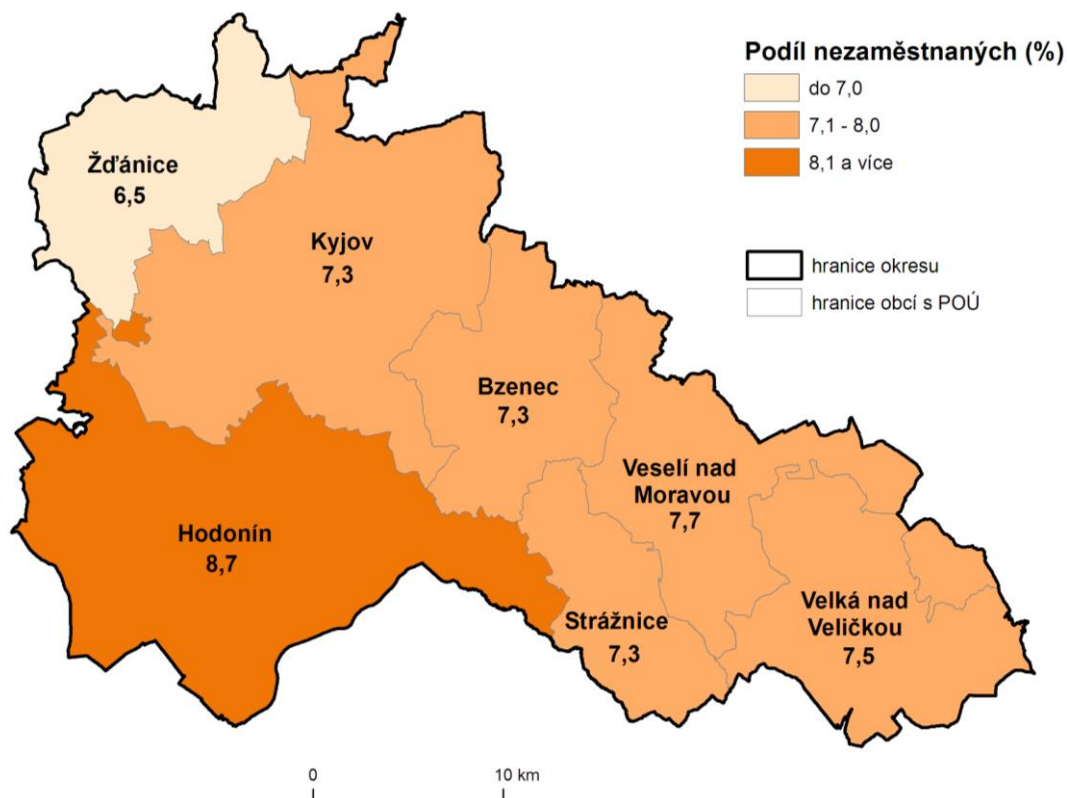 Podíl nezaměstnaných (%)
do 7,0
7,1 - 8,0
8,1 a více
hranice okresu
hranice obcí s POÚ
Žďánice
6,5
Kyjov
7,3
Bzenec
7,3
Veselí nad
Moravou
7,7
Hodonín
8,7
Strážnice
7,3
Velká nad
Veličkou
7,5
0 10 km